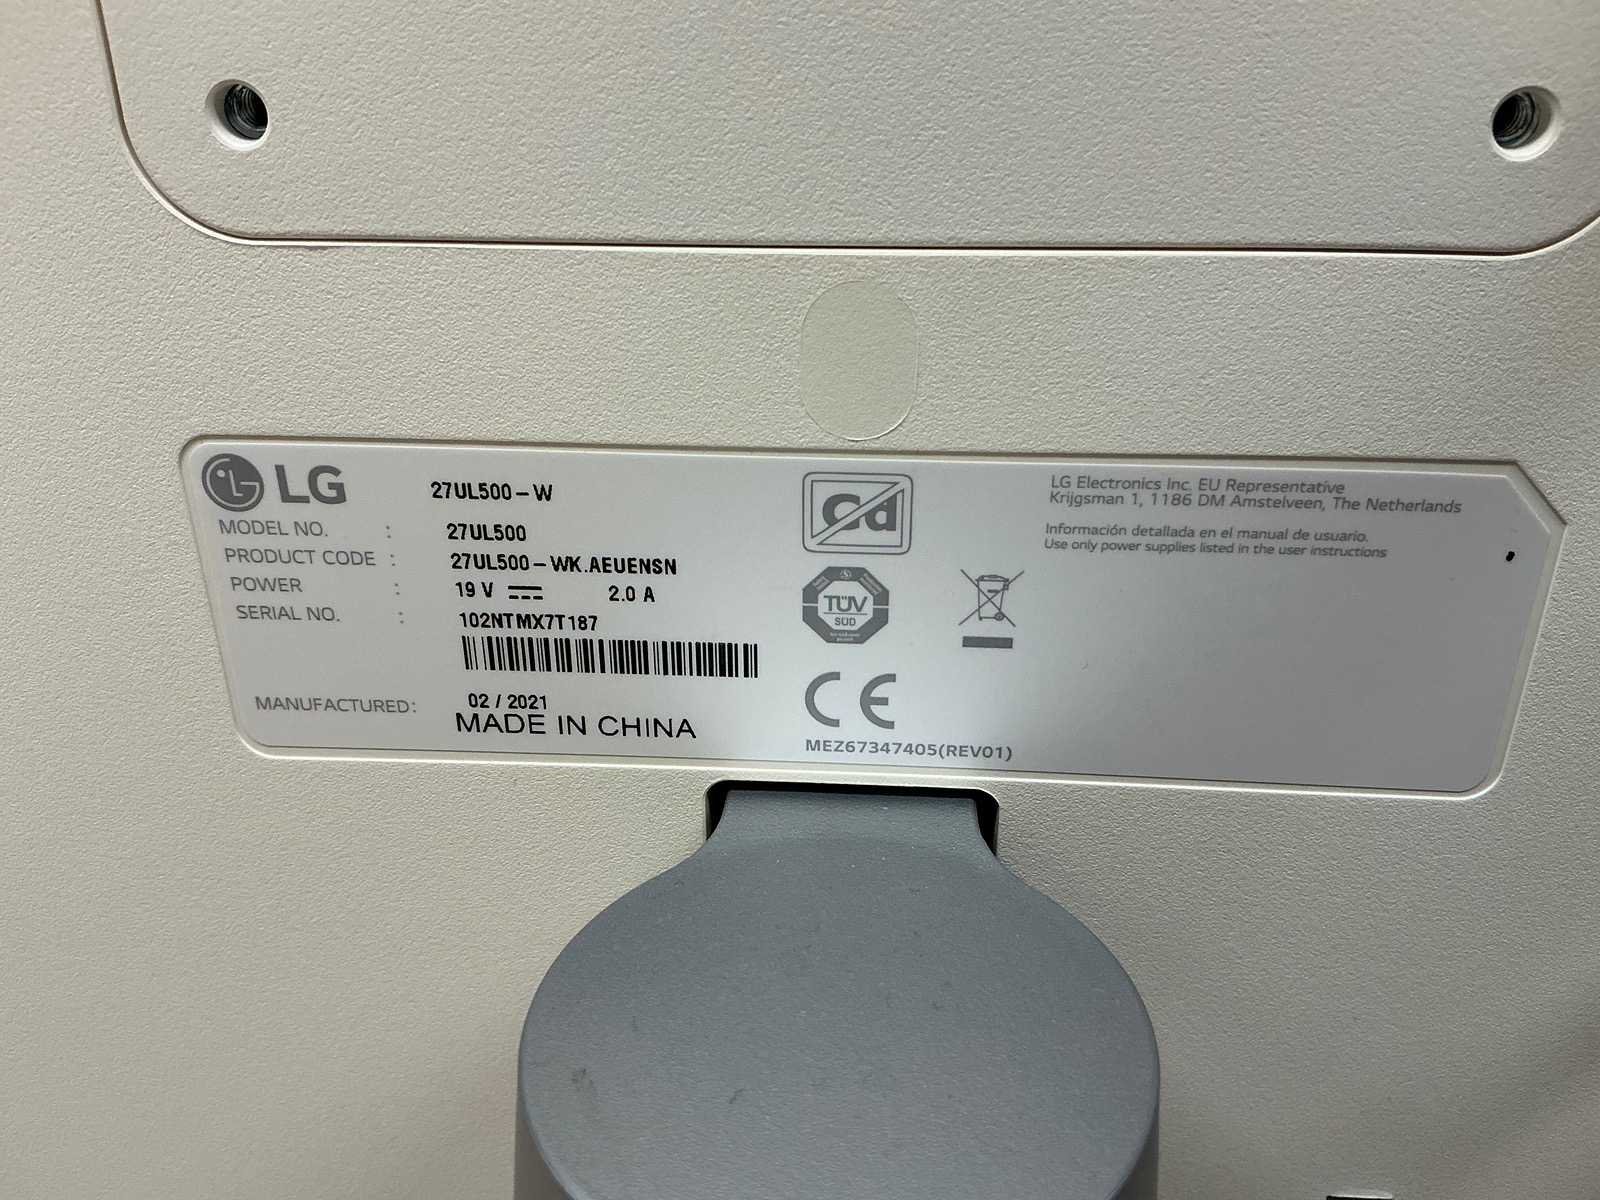 LG 27UL500-W
MODEL NO. : 27UL500
PRODUCT CODE : 27UL500-WK.AEUENSN
POWER : 19 V 2.0 A
SERIAL NO. : 102NTMX7T187
MANUFACTURED: 02 / 2021
MADE IN CHINA
Cd
TÜV
SÜD
CE
MEZ67347405(REV01)
LG Electronics Inc. EU Representative
Krijgsman 1, 1186 DM Amstelveen, The Netherlands
Información detallada en el manual de usuario.
Use only power supplies listed in the user instructions